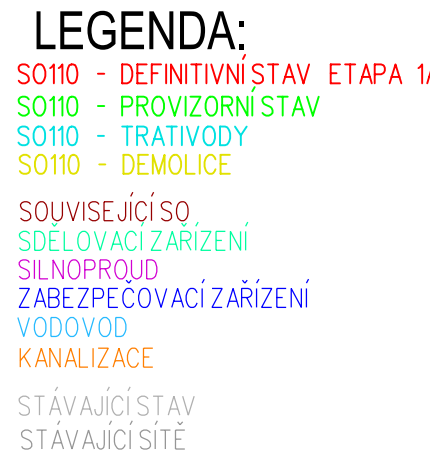 LEGENDA:
SO110 - DEFINITIVNÍ STAV ETAPA
SO110 - PROVIZORNÍ STAV
SO110 - TRATIVODY
SO110 - DEMOLICE
SOUVISEJÍCÍ SO
SDĚLOVACÍ ZAŘÍZENÍ
SILNOPROUD
ZABEZPEČOVACÍ ZAŘÍZENÍ
VODOVOD
KANALIZACE
STÁVAJÍCÍ STAV
STÁVAJÍCÍ SÍTĚ